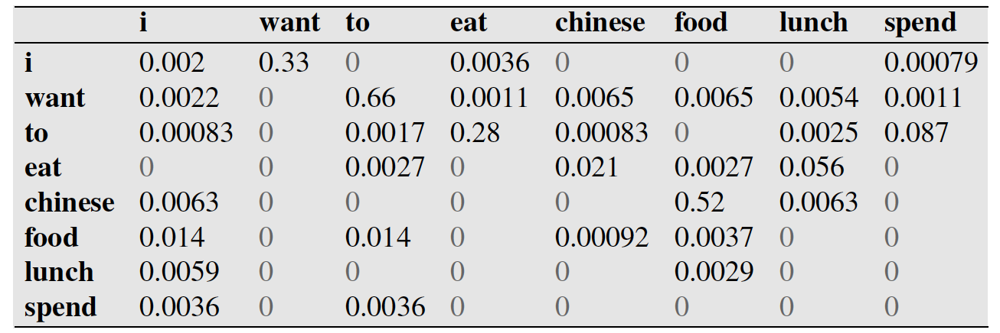 i want to eat chinese food lunch spend
i 0.002 0.33 0 0.0036 0 0 0 0.00079
want 0.0022 0 0.66 0.0011 0.0065 0.0065 0.0054 0.0011
to 0.00083 0 0.0017 0.28 0.00083 0 0.0025 0.087
eat 0 0 0.0027 0 0.021 0.0027 0.056 0
chinese 0.0063 0 0 0 0 0.52 0.0063 0
food 0.014 0 0.014 0 0.00092 0.0037 0 0
lunch 0.0059 0 0 0 0 0.0029 0 0
spend 0.0036 0 0.0036 0 0 0 0 0